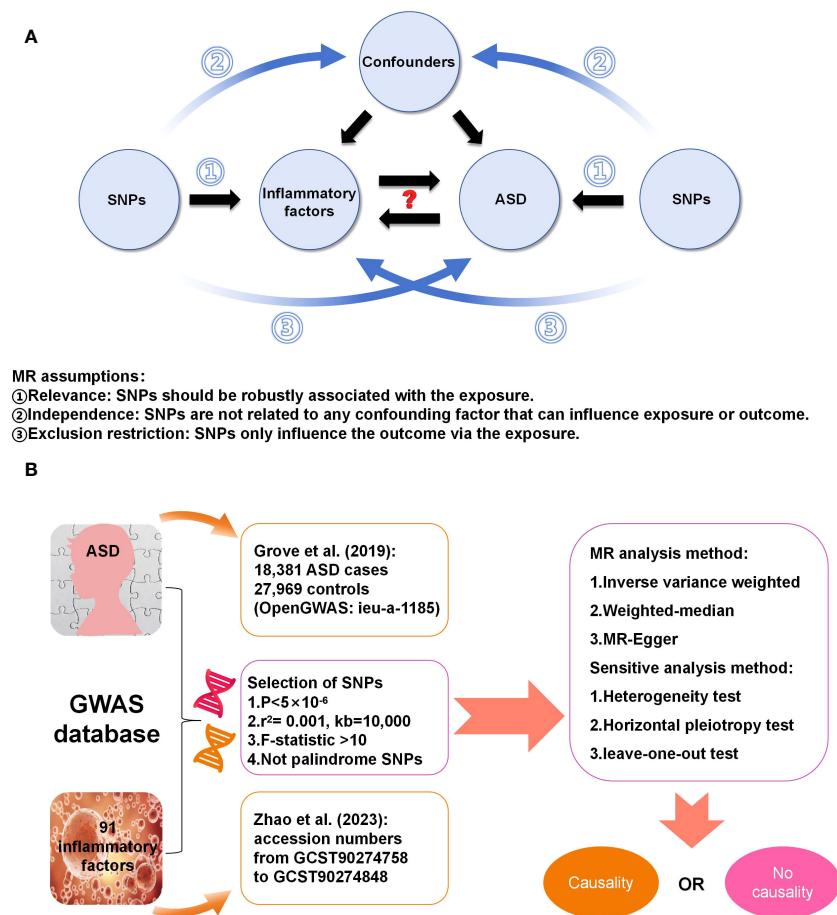 A
②
②
Confounders
SNPs
①
Inflammatory
factors
?
ASD
①
SNPs
③
③
MR assumptions:
①Relevance: SNPs should be robustly associated with the exposure.
②Independence: SNPs are not related to any confounding factor that can influence exposure or outcome.
③Exclusion restriction: SNPs only influence the outcome via the exposure.
B
ASD
Grove et al. (2019):
18,381 ASD cases
27,969 controls
(OpenGWAS: ieu-a-1185)
GWAS
database
Selection of SNPs
1.P<5×10⁻⁶
2.r²= 0.001, kb=10,000
3.F-statistic >10
4.Not palindrome SNPs
91
inflammatory
factors
Zhao et al. (2023):
accession numbers
from GCST90274758
to GCST90274848
MR analysis method:
1.Inverse variance weighted
2.Weighted-median
3.MR-Egger
Sensitive analysis method:
1.Heterogeneity test
2.Horizontal pleiotropy test
3.leave-one-out test
Causality
OR
No
causality